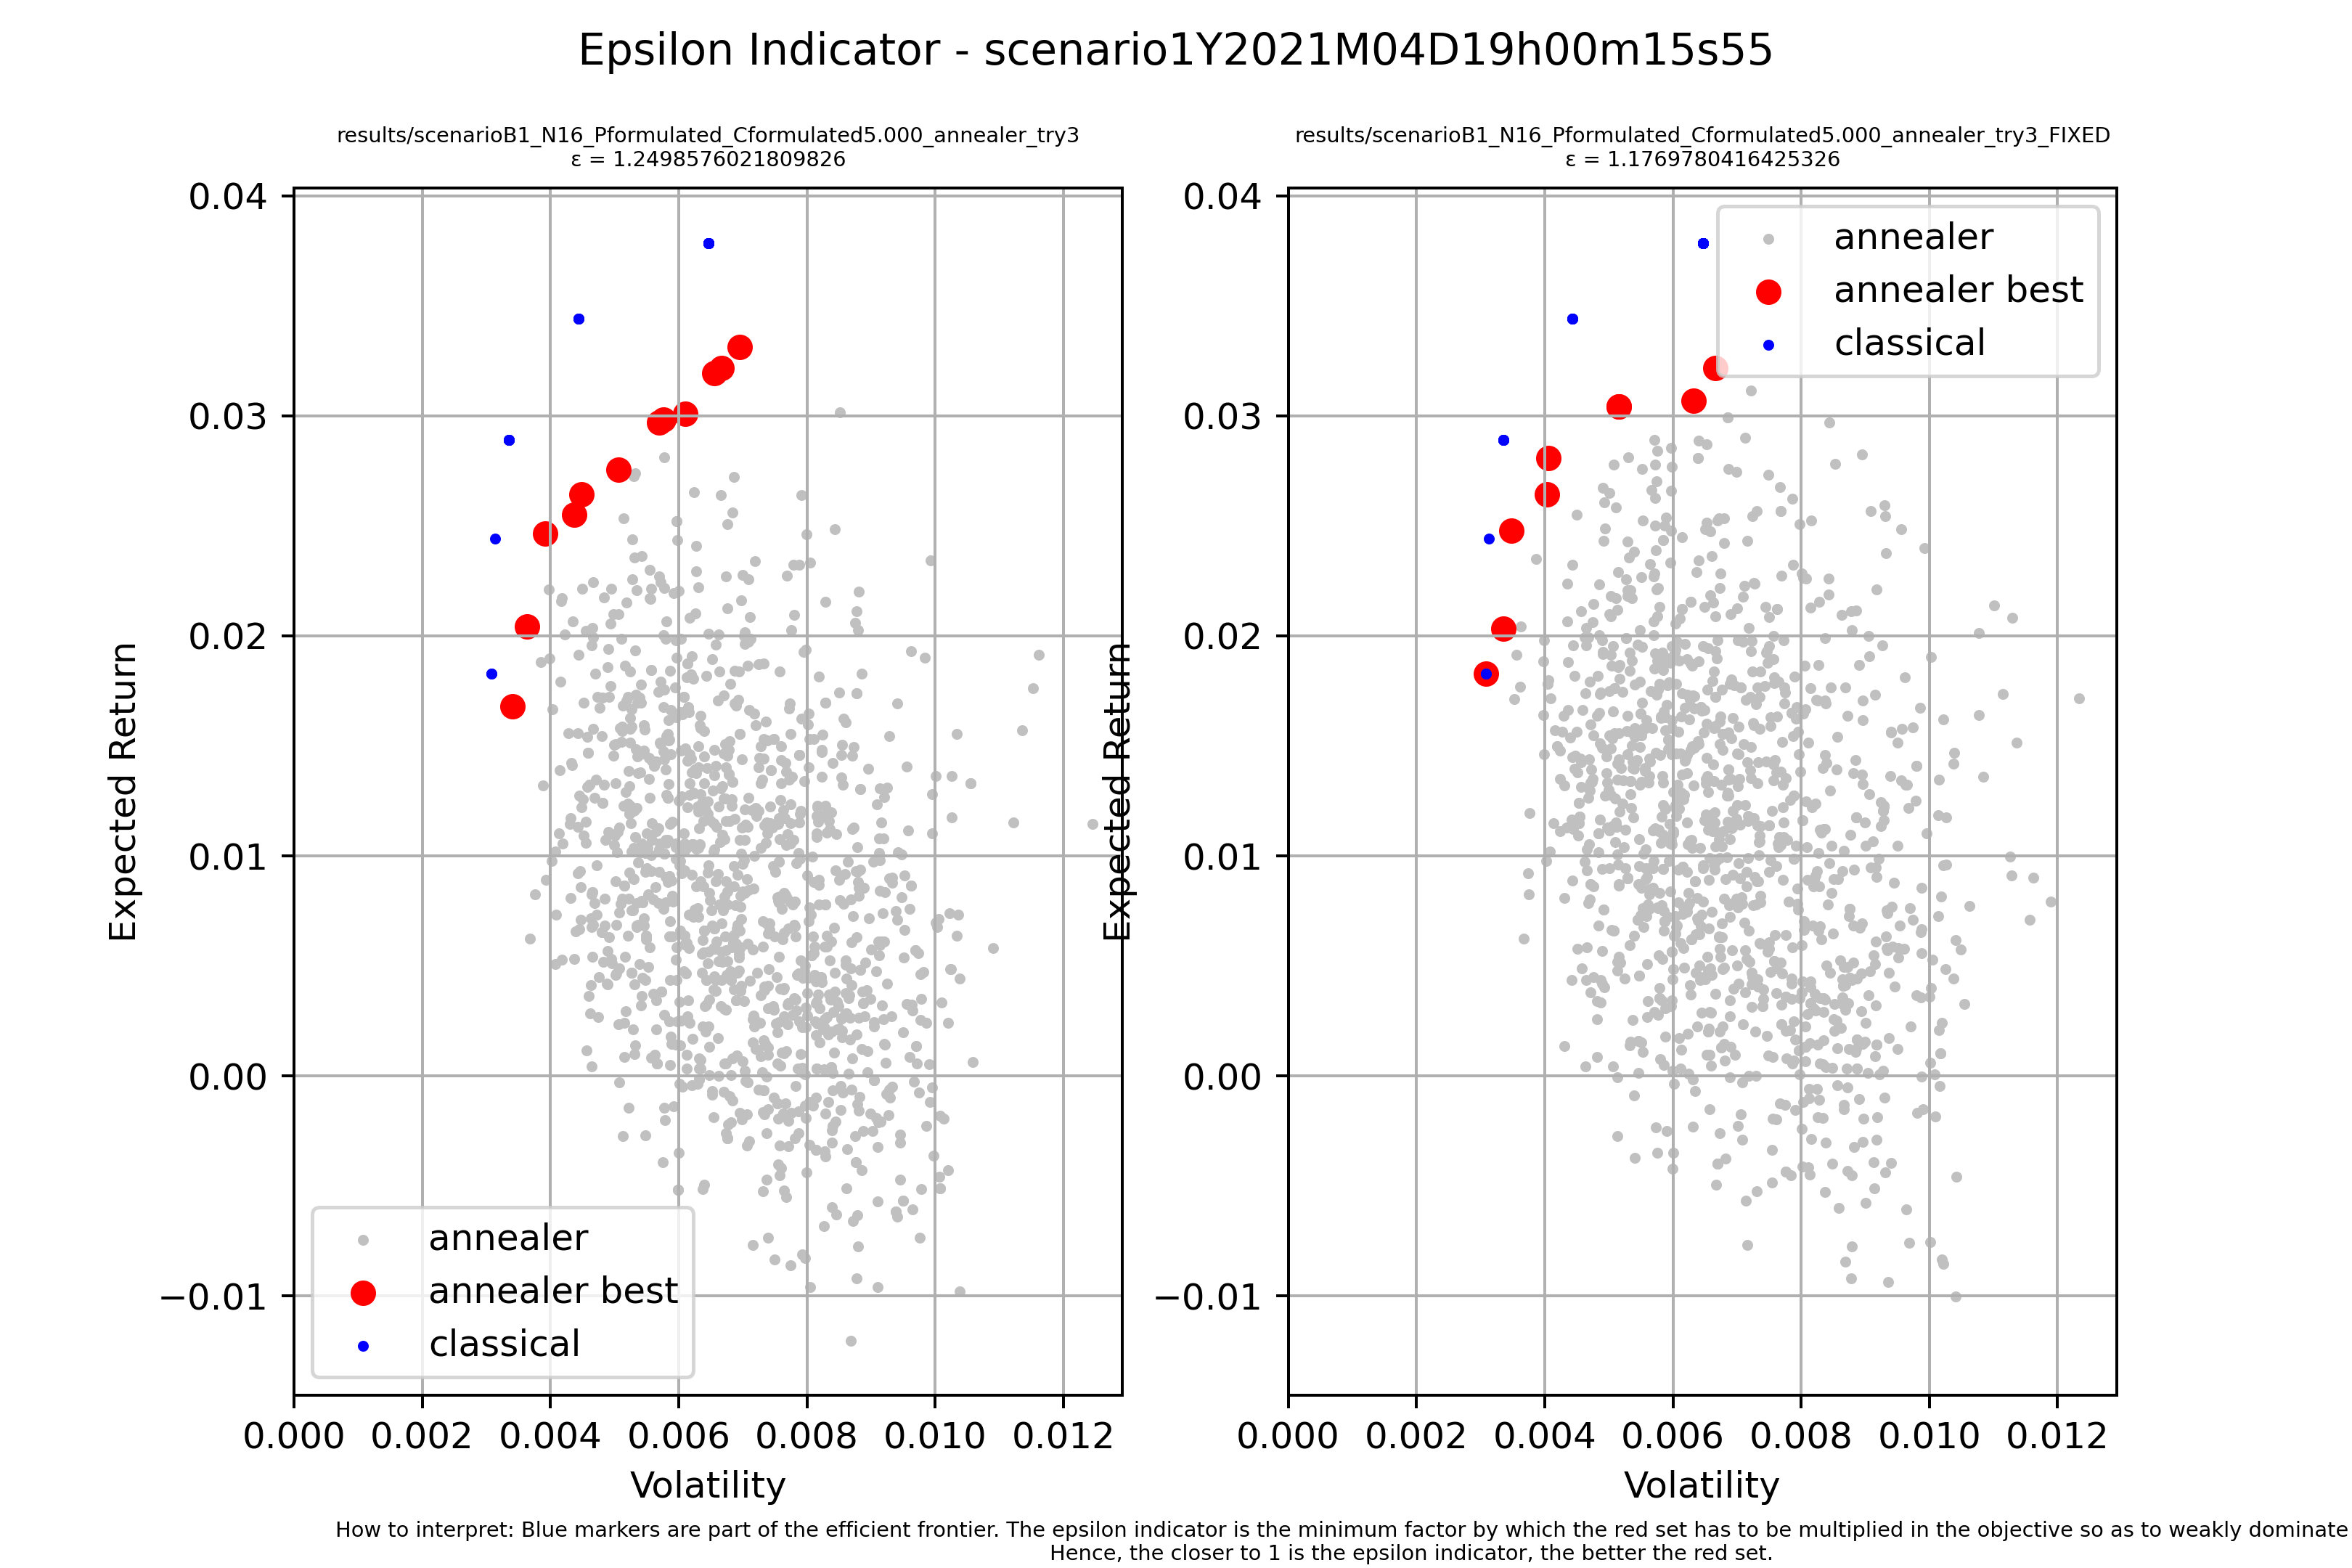 Epsilon Indicator - scenario1Y2021M04D19h00m15s55
results/scenarioB1_N16_Pformulated_Cformulated5.000_annealer_try3
ε = 1.2498576021809826
0.04
0.03
0.02
0.01
0.00
−0.01
Expected Return
annealer
annealer best
classical
0.000 0.002 0.004 0.006 0.008 0.010 0.012
Volatility
results/scenarioB1_N16_Pformulated_Cformulated5.000_annealer_try3_FIXED
ε = 1.1769780416425326
0.04
0.03
0.02
0.01
0.00
−0.01
Expected Return
annealer
annealer best
classical
0.000 0.002 0.004 0.006 0.008 0.010 0.012
Volatility
How to interpret: Blue markers are part of the efficient frontier. The epsilon indicator is the minimum factor by which the red set has to be multiplied in the objective so as to weakly dominate
Hence, the closer to 1 is the epsilon indicator, the better the red set.